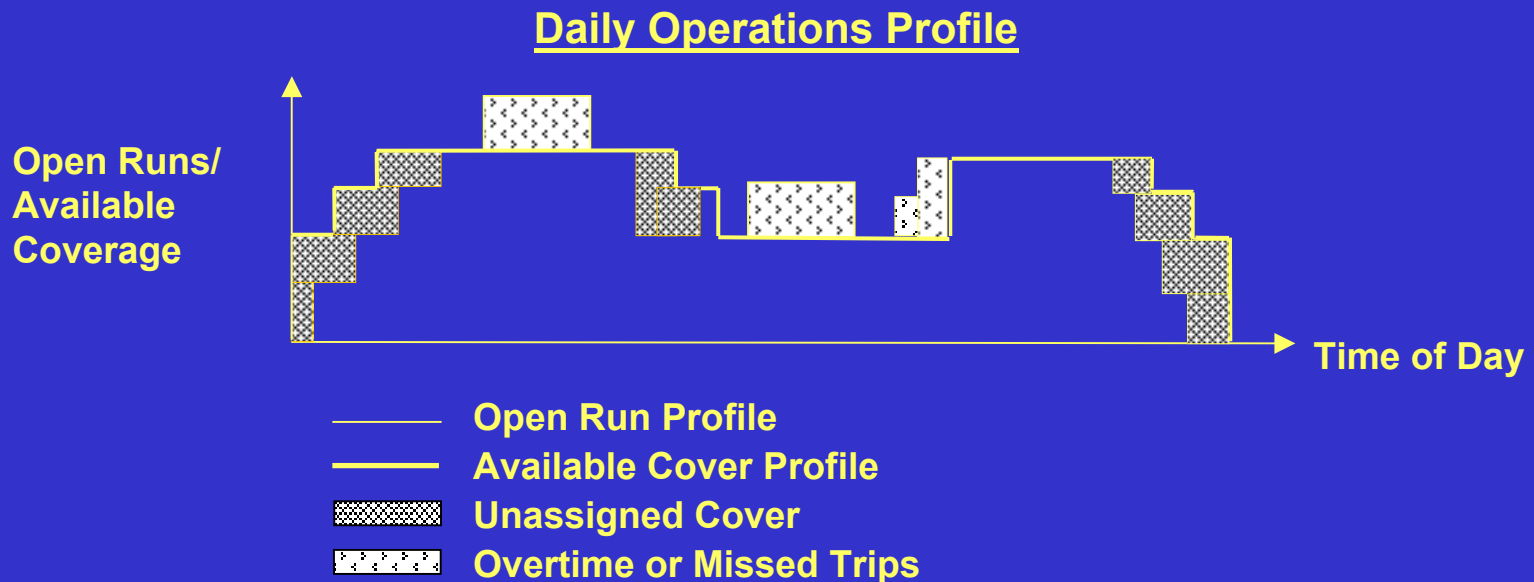 Daily Operations Profile
Open Runs/
Available
Coverage
Time of Day
Open Run Profile
Available Cover Profile
Unassigned Cover
Overtime or Missed Trips